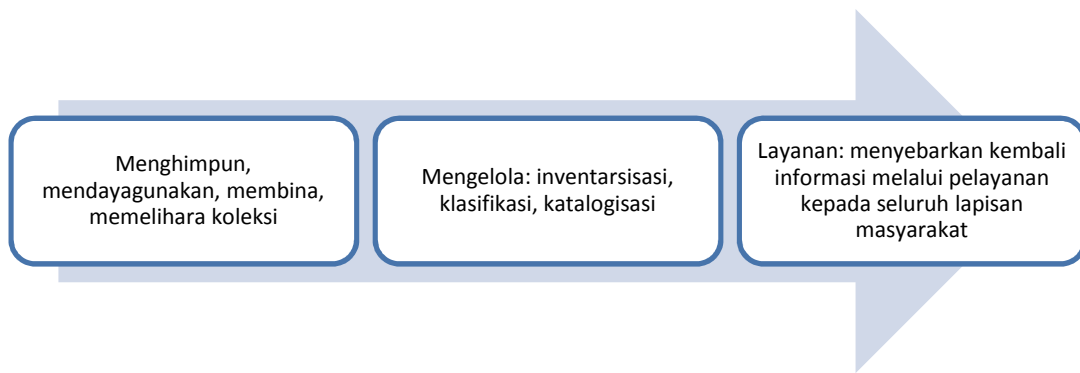 Menghimpun,
mendayagunakan, membina,
memelihara koleksi
Mengelola: inventarsisasi,
klasifikasi, katalogisasi
Layanan: menyebarkan kembali
informasi melalui pelayanan
kepada seluruh lapisan
masyarakat